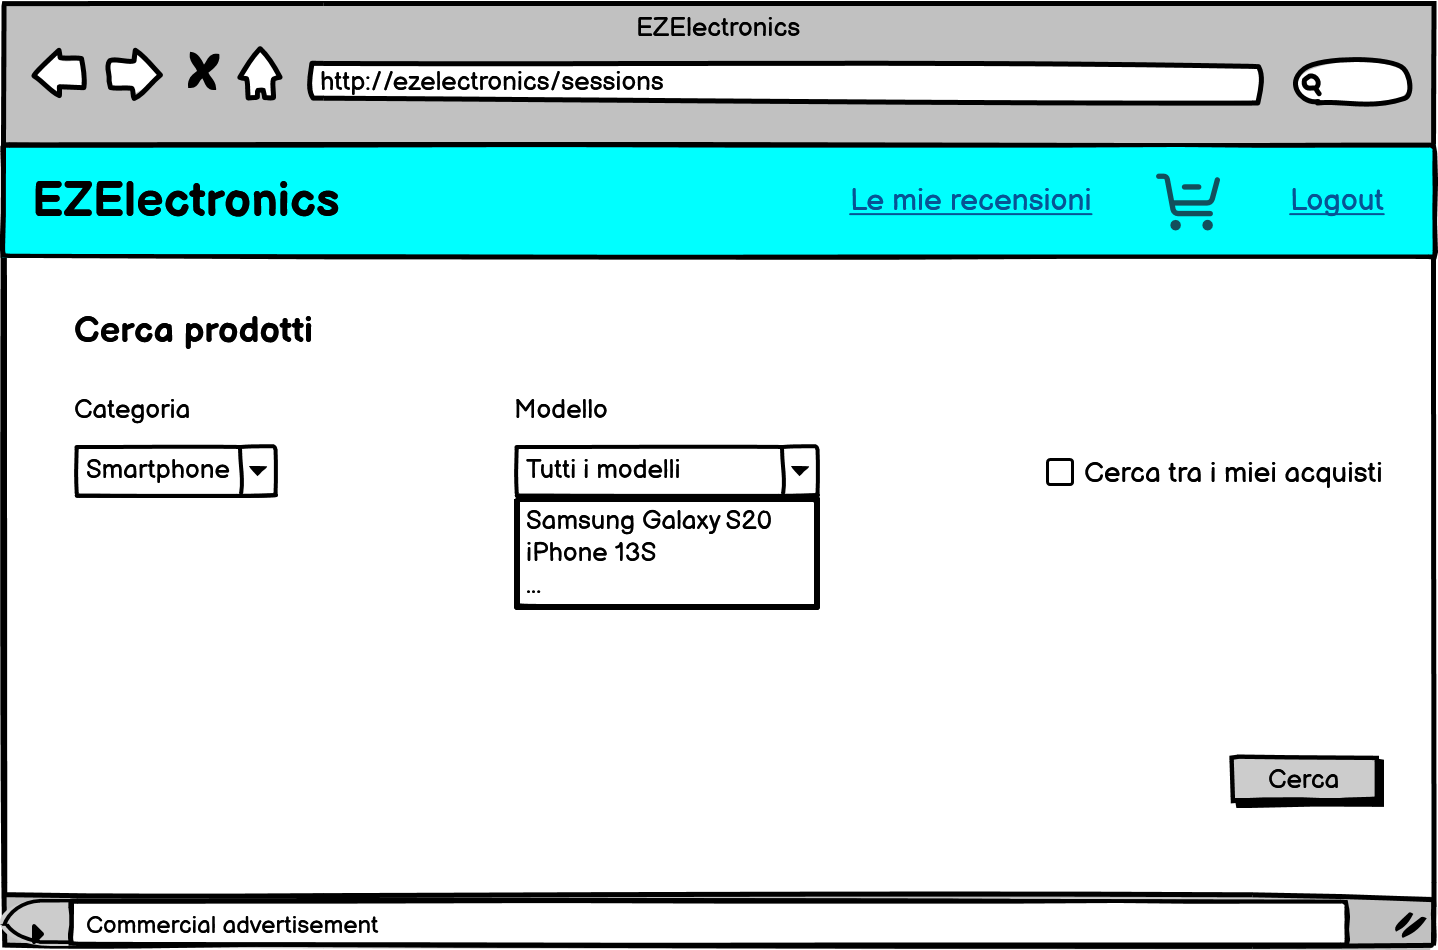 EZElectronics
http://ezelectronics/sessions
EZElectronics
Le mie recensioni
Logout
Cerca prodotti
Categoria
Modello
Smartphone
Tutti i modelli
Cerca tra i miei acquisti
Samsung Galaxy S20
iPhone 13S
...
Cerca
Commercial advertisement